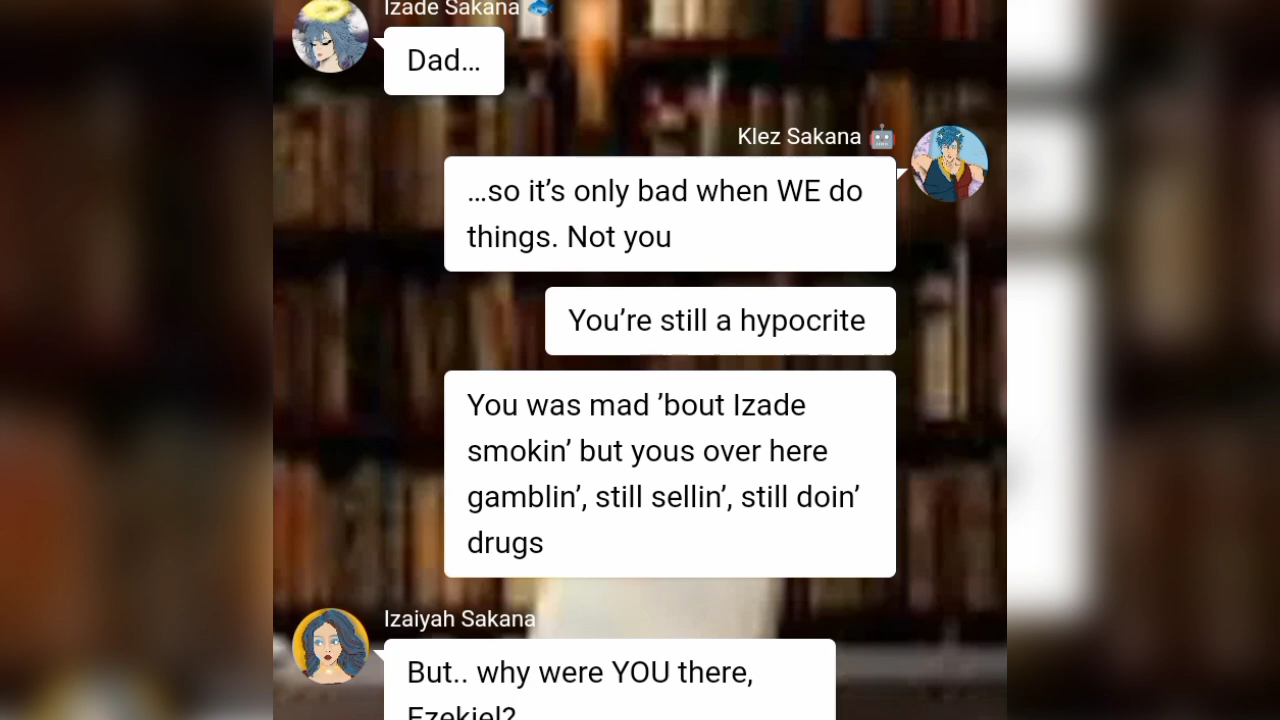 Izade Sakana 🐟
Dad...
Klez Sakana 🤖
...so it’s only bad when WE do
things. Not you
You’re still a hypocrite
You was mad ’bout Izade
smokin’ but yous over here
gamblin’, still sellin’, still doin’
drugs
Izaiyah Sakana
But.. why were YOU there,
Ezekiel?